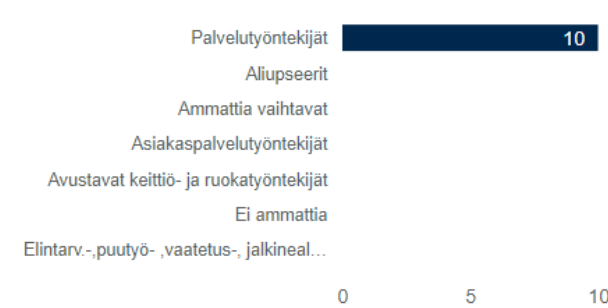 Palvelutyöntekijät 10
Aliupseerit
Ammattia vaihtavat
Asiakaspalvelutyöntekijät
Avustavat keittiö- ja ruokatyöntekijät
Ei ammattia
Elintarv.-,puutyö- ,vaatetus-, jalkineal...
0 5 10